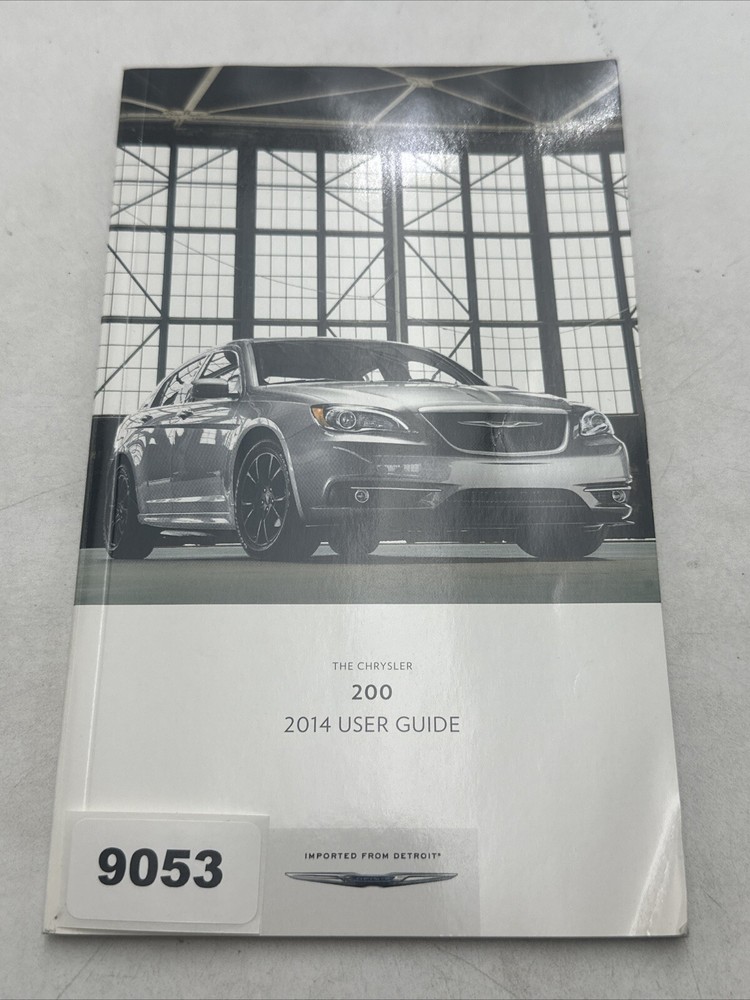 THE CHRYSLER
200
2014 USER GUIDE
9053
IMPORTED FROM DETROIT®